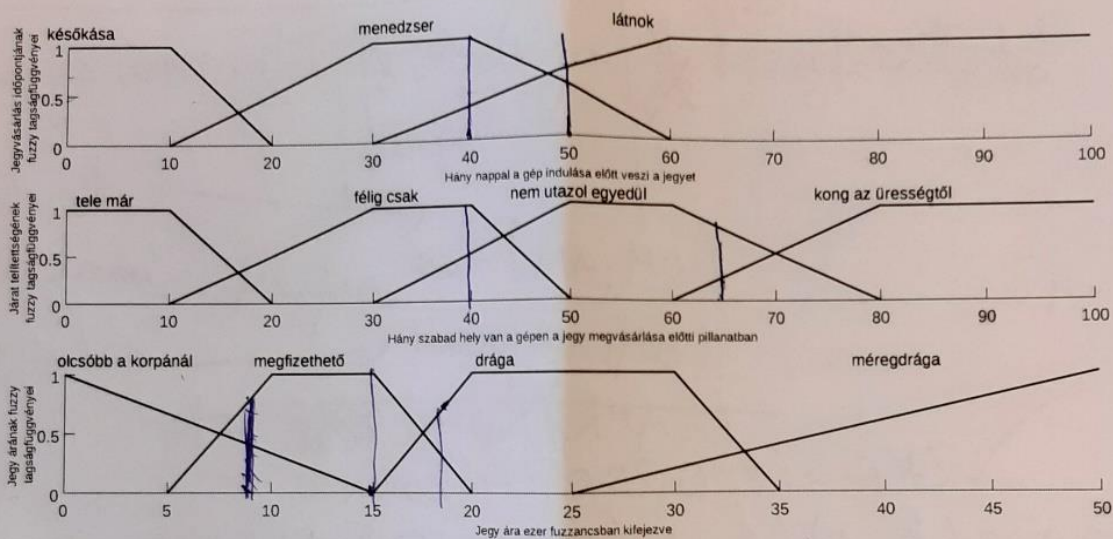 későkása menedzser látnok
Jegyvásárlás időpontjának
fuzzy tagságfüggvényei
1
0.5
0
0 10 20 30 40 50 60 70 80 90 100
Hány nappal a gép indulása előtt veszi a jegyet
tele már félig csak nem utazol egyedül kong az ürességtől
Járat telítettségének
fuzzy tagságfüggvényei
1
0.5
0
0 10 20 30 40 50 60 70 80 90 100
Hány szabad hely van a gépen a jegy megvásárlása előtti pillanatban
olcsóbb a korpánál megfizethető drága méregdrága
Jegy árának fuzzy
tagságfüggvényei
1
0.5
0
0 5 10 15 20 25 30 35 40 45 50
Jegy ára ezer fuzzancsban kifejezve